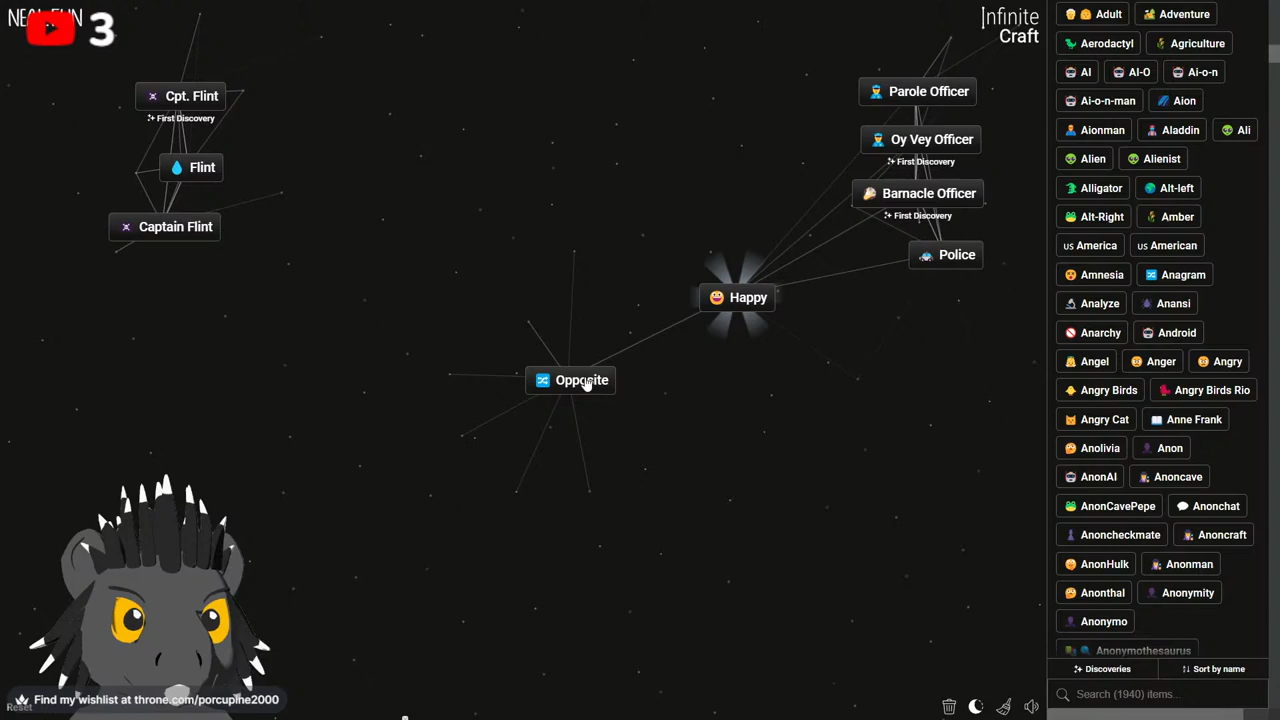 NEAL.FUN
3
Infinite
Craft
Cpt. Flint
First Discovery
Flint
Captain Flint
Parole Officer
Oy Vey Officer
First Discovery
Barnacle Officer
First Discovery
Police
Happy
Opposite
Adult
Adventure
Aerodactyl
Agriculture
AI
AI-O
Ai-o-n
Ai-o-n-man
Aion
Aionman
Aladdin
Ali
Alien
Alienist
Alligator
Alt-left
Alt-Right
Amber
US America
US American
Amnesia
Anagram
Analyze
Anansi
Anarchy
Android
Angel
Anger
Angry
Angry Birds
Angry Birds Rio
Angry Cat
Anne Frank
Anolivia
Anon
AnonAI
Anoncave
AnonCavePepe
Anonchat
Anoncheckmate
Anoncraft
AnonHulk
Anonman
Anonthal
Anonymity
Anonymo
Anonymothesaurus
Discoveries
Sort by name
Search (1940) items...
Find my wishlist at throne.com/porcupine2000
Reset